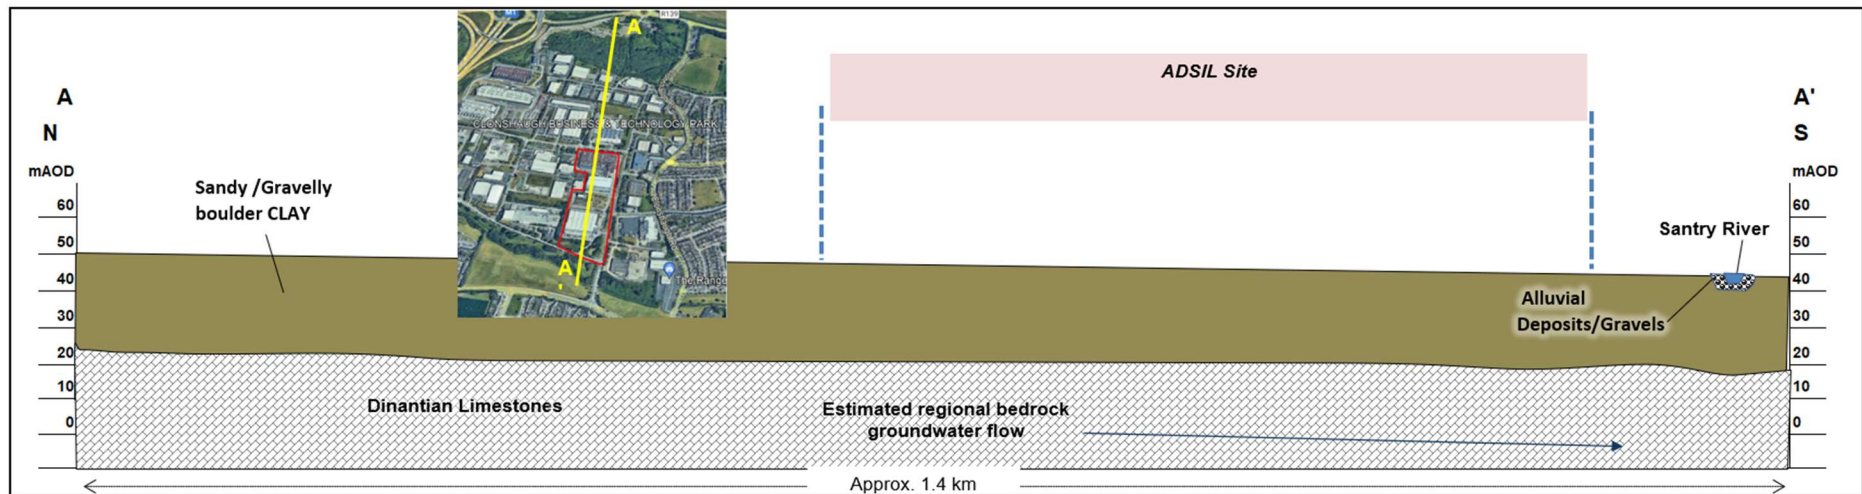 M1
R139
A
CLONSHAUGH BUSINESS & TECHNOLOGY PARK
A
'
The Range
ADSIL Site
A
N
mAOD
60
50
40
30
20
10
0
Sandy /Gravelly
boulder CLAY
A'
S
mAOD
60
50
40
30
20
10
0
Santry River
Alluvial
Deposits/Gravels
Dinantian Limestones
Estimated regional bedrock
groundwater flow
Approx. 1.4 km